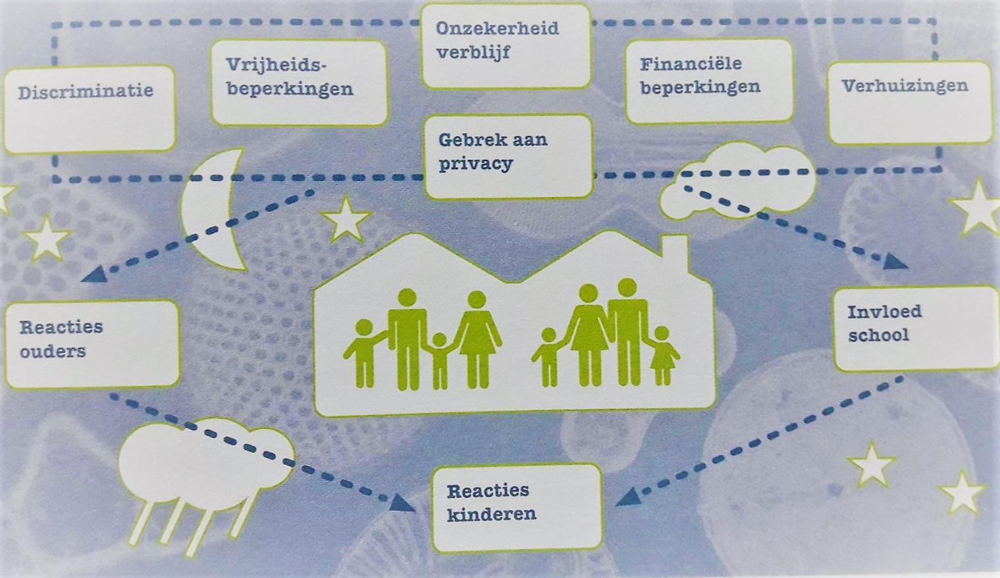 Onzekerheid
verblijf
Vrijheids-
beperkingen
Financiële
beperkingen
Discriminatie
Verhuizingen
Gebrek aan
privacy
Reacties
ouders
Invloed
school
Reacties
kinderen